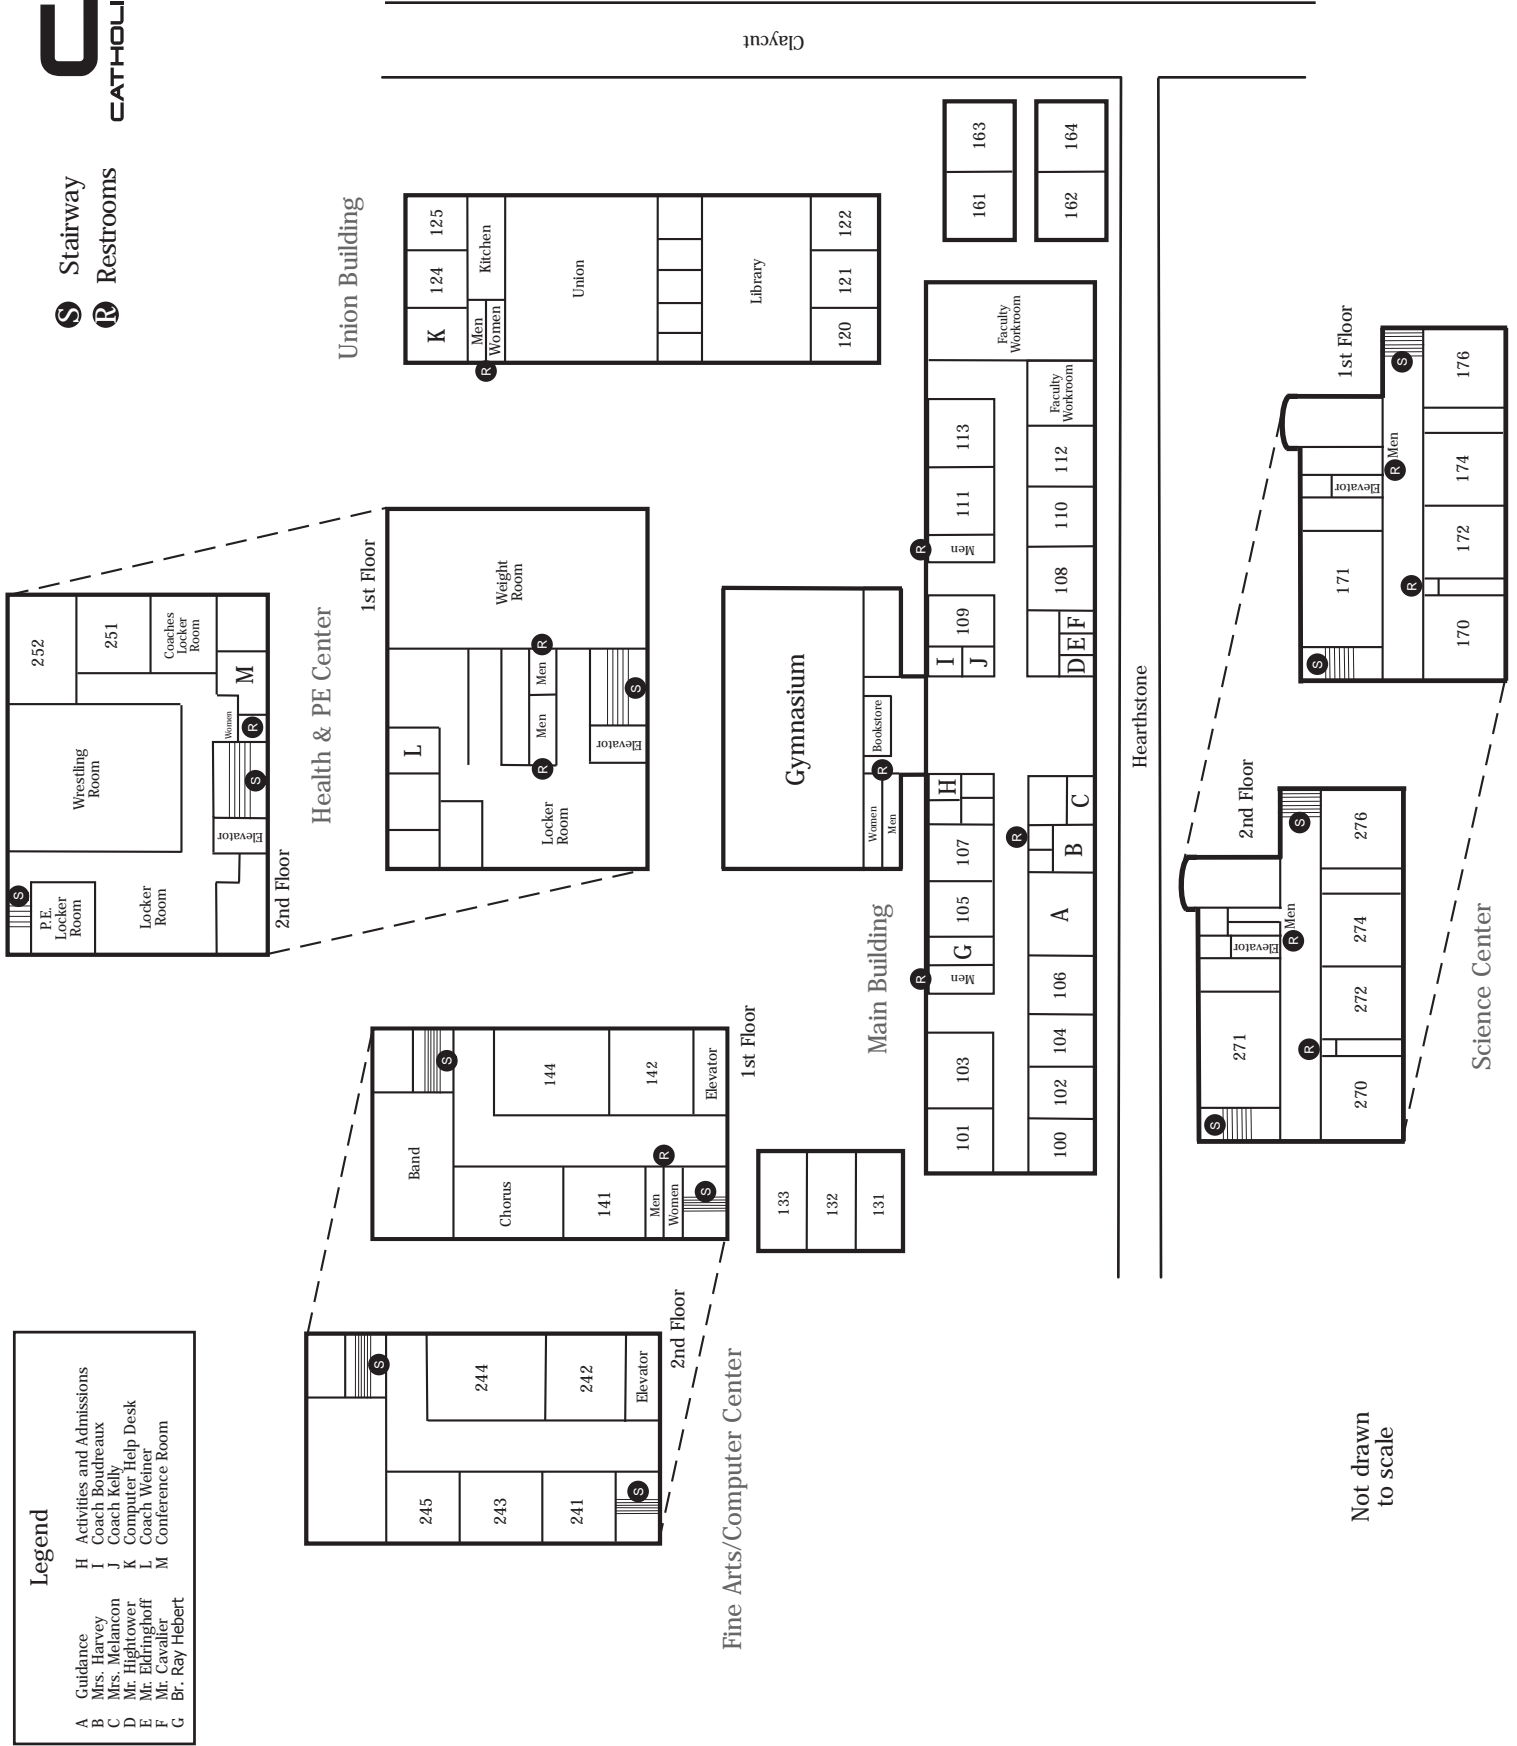 Legend
A Guidance
B Mrs. Harvey
C Mrs. Melancon
D Mr. Hightower
E Mr. Eldringhoff
F Mr. Cavalier
G Br. Ray Hebert
H Activities and Admissions
I Coach Boudreaux
J Coach Kelly
K Computer Help Desk
L Coach Weiner
M Conference Room
S Stairway
R Restrooms
CATHOLI
2nd Floor
S
P.E.
Locker
Room
Locker
Room
Wrestling
Room
252
251
Coaches
Locker
Room
M
Women
R
S
Elevator
Health & PE Center
1st Floor
L
Weight
Room
Men
Men
R
R
S
Elevator
Locker
Room
Union Building
K
124
125
Men
Women
R
Kitchen
Union
Library
120
121
122
Claycut
Fine Arts/Computer Center
2nd Floor
S
245
243
241
244
242
Elevator
S
1st Floor
Band
S
Chorus
144
141
142
Men
Women
R
S
Elevator
133
132
131
Gymnasium
Women
Men
R
Bookstore
Main Building
101
103
R
Men
G
105
107
H
I
J
109
R
Men
111
113
Faculty
Workroom
100
102
104
106
A
B
R
C
D
E
F
108
110
112
Faculty
Workroom
161
163
162
164
Hearthstone
Science Center
2nd Floor
S
271
Elevator
R
Men
S
R
270
272
274
276
1st Floor
S
171
Elevator
R
Men
S
R
170
172
174
176
Not drawn
to scale